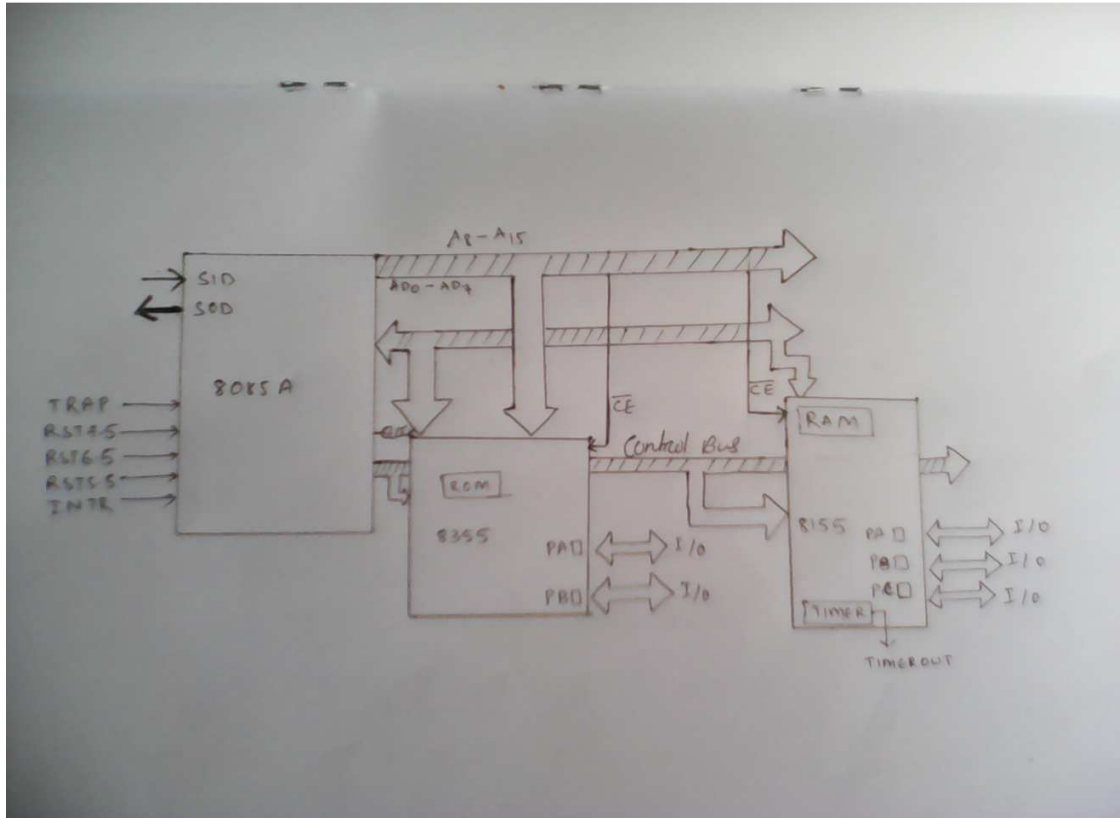 A8-A15
SID
AD0-AD7
SOD
8085A
TRAP
CE
CE
RST7.5
RAM
RST6.5
Control Bus
RST5.5
ROM
INTR
8355
8155
PA
I/O
PA
I/O
PB
I/O
PB
I/O
PC
I/O
TIMER
TIMEROUT